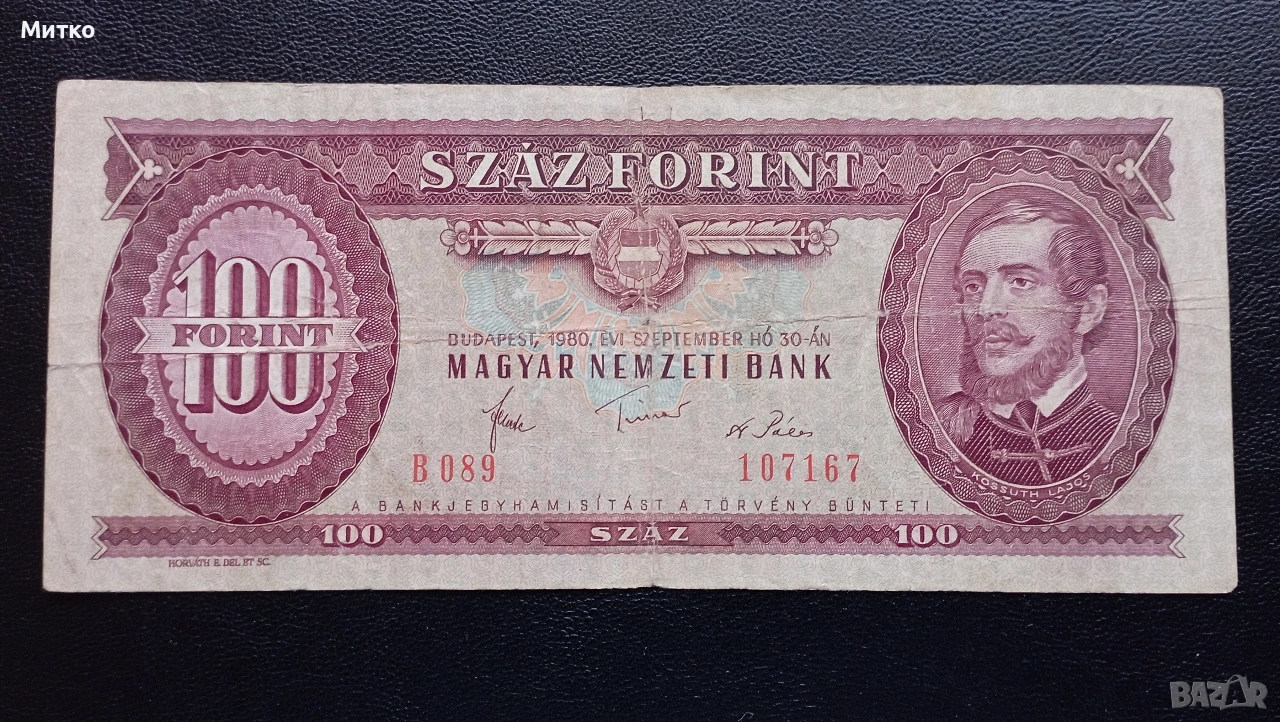 Митко
SZÁZ FORINT
100
FORINT
BUDAPEST, 1980. ÉVI SZEPTEMBER HÓ 30-ÁN
MAGYAR NEMZETI BANK
B 089 107167
KOSSUTH LAJOS
A BANKJEGYHAMISÍTÁST A TÖRVÉNY BÜNTETI
100 SZÁZ 100
HORVÁTH E. DEL. ET SC.
BAZAR